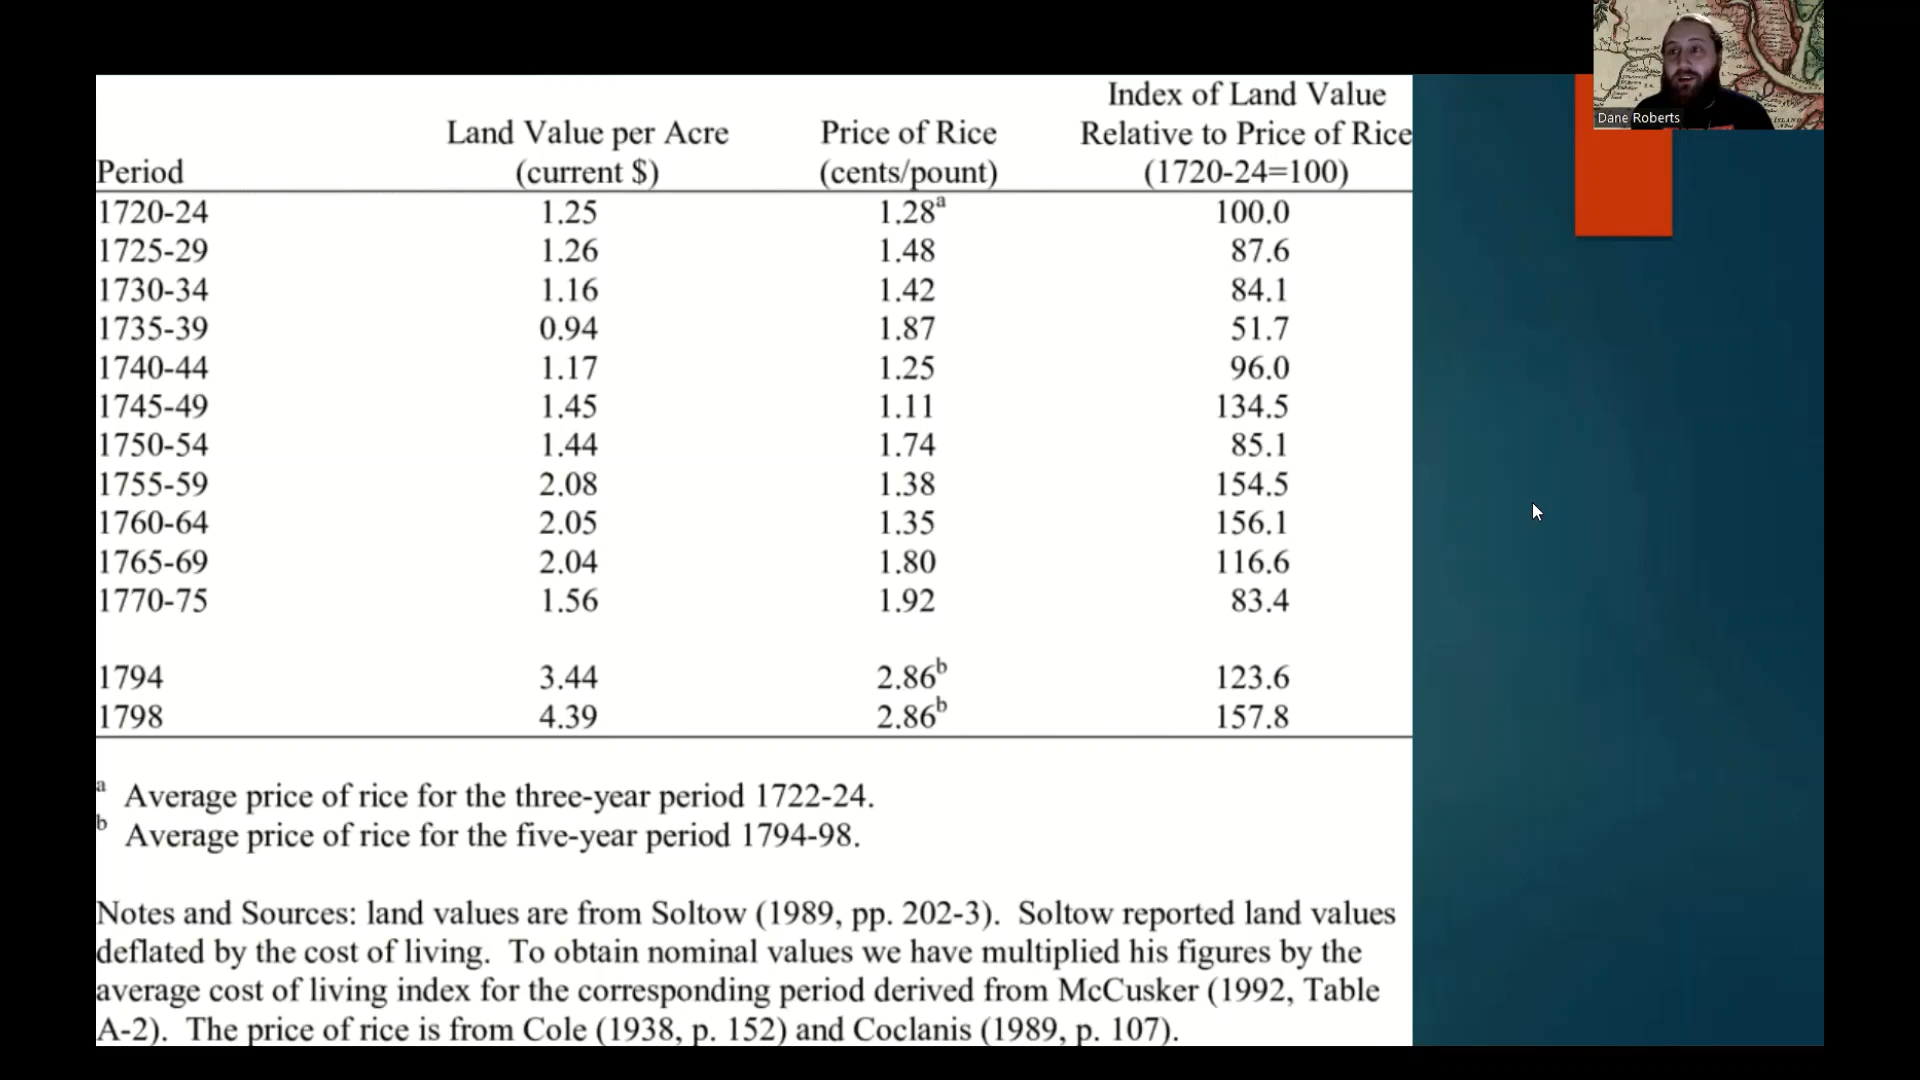 Index of Land Value
Land Value per Acre Price of Rice Relative to Price of Rice
Period (current $) (cents/pount) (1720-24=100)
1720-24 1.25 1.28a 100.0
1725-29 1.26 1.48 87.6
1730-34 1.16 1.42 84.1
1735-39 0.94 1.87 51.7
1740-44 1.17 1.25 96.0
1745-49 1.45 1.11 134.5
1750-54 1.44 1.74 85.1
1755-59 2.08 1.38 154.5
1760-64 2.05 1.35 156.1
1765-69 2.04 1.80 116.6
1770-75 1.56 1.92 83.4
1794 3.44 2.86b 123.6
1798 4.39 2.86b 157.8
a Average price of rice for the three-year period 1722-24.
b Average price of rice for the five-year period 1794-98.
Notes and Sources: land values are from Soltow (1989, pp. 202-3). Soltow reported land values
deflated by the cost of living. To obtain nominal values we have multiplied his figures by the
average cost of living index for the corresponding period derived from McCusker (1992, Table
A-2). The price of rice is from Cole (1938, p. 152) and Coclanis (1989, p. 107).
Dane Roberts